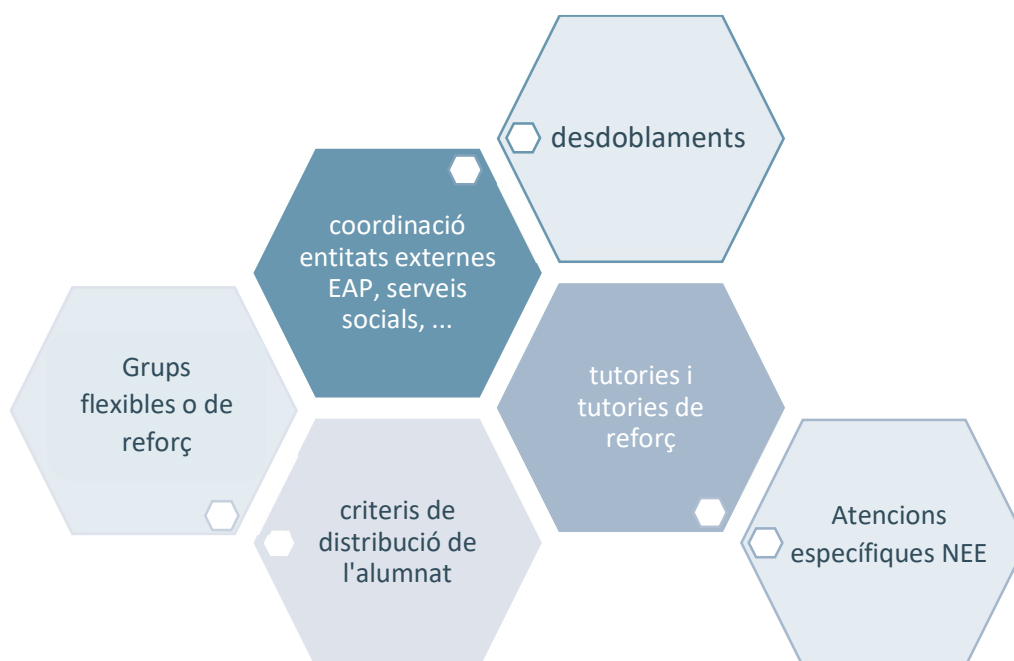 desdoblaments
coordinació
entitats externes
EAP, serveis
socials, ...
Grups
flexibles o de
reforç
tutories i
tutories de
reforç
criteris de
distribució de
l'alumnat
Atencions
específiques NEE